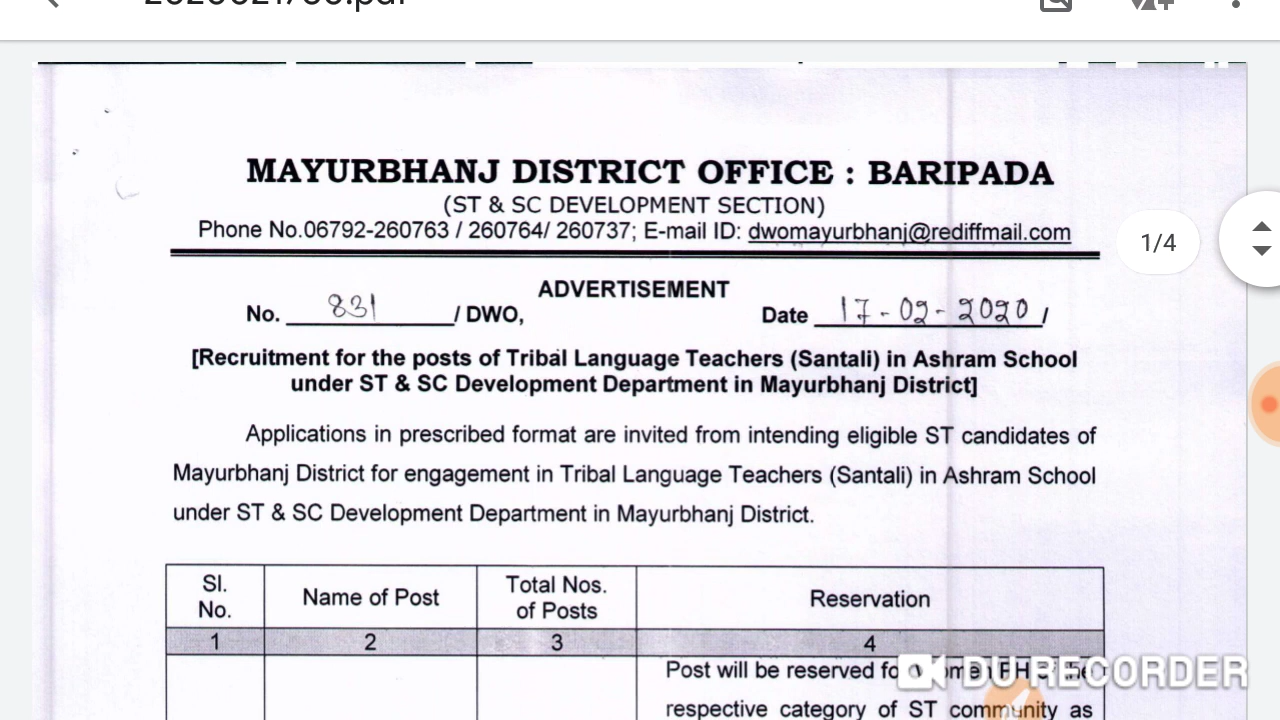 1/4
MAYURBHANJ DISTRICT OFFICE : BARIPADA
(ST & SC DEVELOPMENT SECTION)
Phone No.06792-260763 / 260764/ 260737; E-mail ID: dwomayurbhanj@rediffmail.com
ADVERTISEMENT
No. 831 / DWO, Date 17-02-2020 /
[Recruitment for the posts of Tribal Language Teachers (Santali) in Ashram School
under ST & SC Development Department in Mayurbhanj District]
Applications in prescribed format are invited from intending eligible ST candidates of
Mayurbhanj District for engagement in Tribal Language Teachers (Santali) in Ashram School
under ST & SC Development Department in Mayurbhanj District.
Sl. No. Name of Post Total Nos. of Posts Reservation
1 2 3 4
Post will be reserved
respective category of ST community as
DU RECORDER